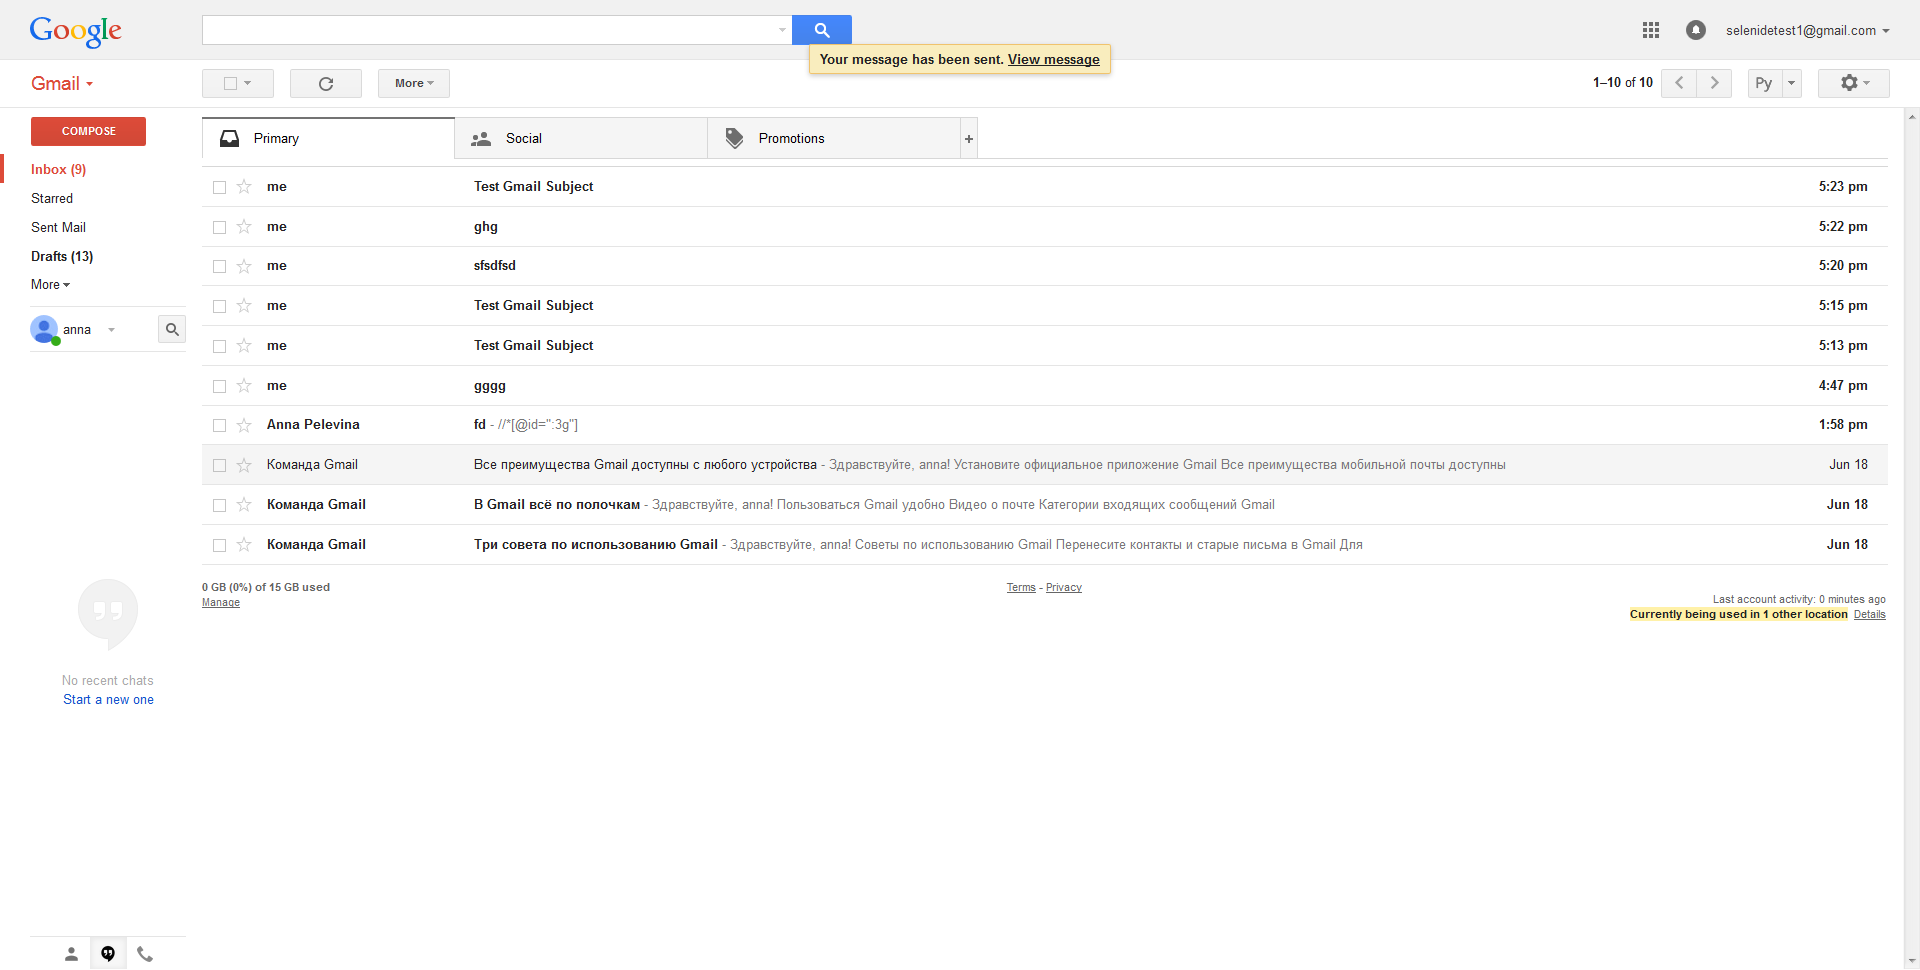 Google
Your message has been sent. View message
selenidetest1@gmail.com
Gmail
More
1–10 of 10
Ру
COMPOSE
Inbox (9)
Starred
Sent Mail
Drafts (13)
More
anna
Primary
Social
Promotions
+
me Test Gmail Subject 5:23 pm
me ghg 5:22 pm
me sfsdfsd 5:20 pm
me Test Gmail Subject 5:15 pm
me Test Gmail Subject 5:13 pm
me gggg 4:47 pm
Anna Pelevina fd - //*[@id=":3g"] 1:58 pm
Команда Gmail Все преимущества Gmail доступны с любого устройства - Здравствуйте, anna! Установите официальное приложение Gmail Все преимущества мобильной почты доступны Jun 18
Команда Gmail В Gmail всё по полочкам - Здравствуйте, anna! Пользоваться Gmail удобно Видео о почте Категории входящих сообщений Gmail Jun 18
Команда Gmail Три совета по использованию Gmail - Здравствуйте, anna! Советы по использованию Gmail Перенесите контакты и старые письма в Gmail Для Jun 18
0 GB (0%) of 15 GB used
Manage
Terms - Privacy
Last account activity: 0 minutes ago
Currently being used in 1 other location Details
No recent chats
Start a new one